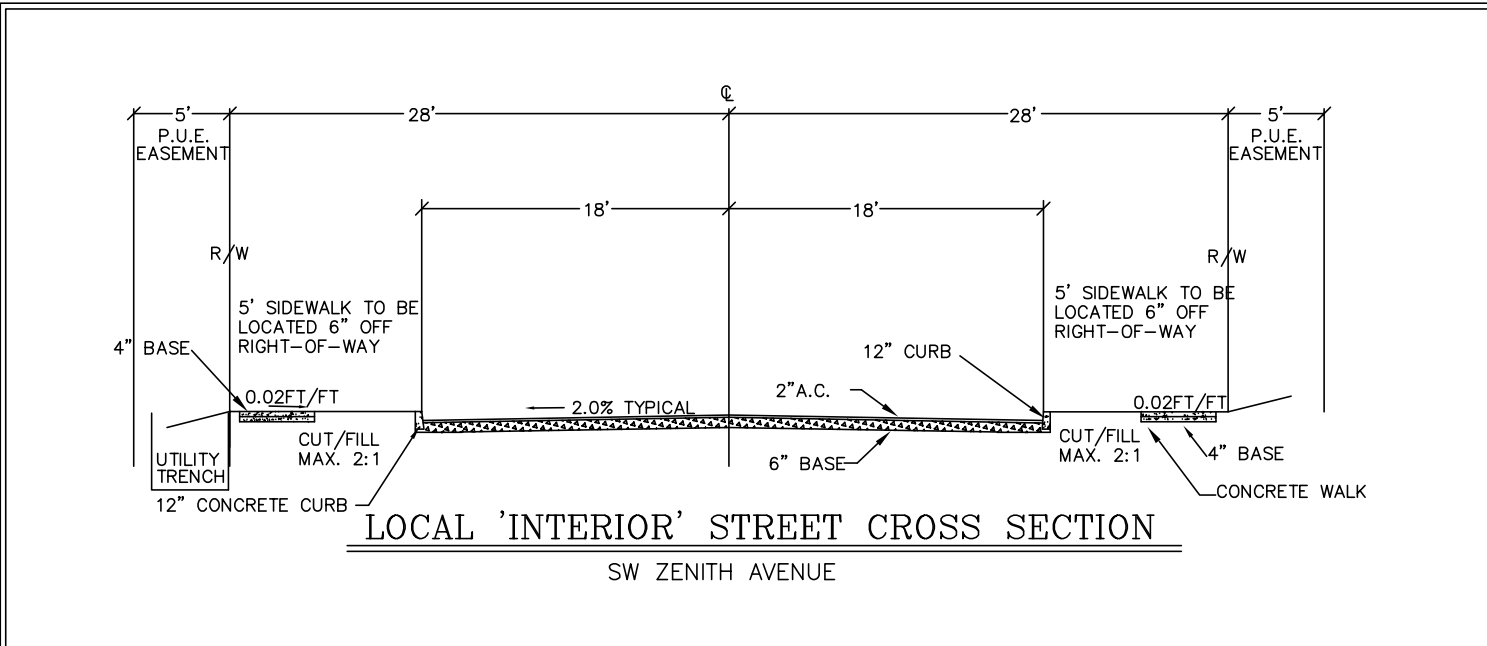 ℄
5' 28' 28' 5'
P.U.E.
EASEMENT
P.U.E.
EASEMENT
18' 18'
R/W
R/W
5' SIDEWALK TO BE
LOCATED 6" OFF
RIGHT-OF-WAY
5' SIDEWALK TO BE
LOCATED 6" OFF
RIGHT-OF-WAY
4" BASE
12" CURB
2"A.C.
0.02FT/FT
2.0% TYPICAL
0.02FT/FT
CUT/FILL
MAX. 2:1
CUT/FILL
MAX. 2:1
UTILITY
TRENCH
6" BASE
4" BASE
CONCRETE WALK
12" CONCRETE CURB
LOCAL 'INTERIOR' STREET CROSS SECTION
SW ZENITH AVENUE